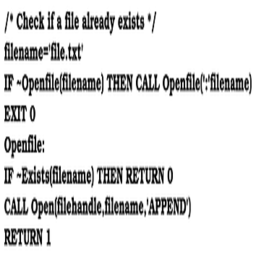 /* Check if a file already exists */
filename='file.txt'
IF ~Openfile(filename) THEN CALL Openfile(':'filename)
EXIT 0
Openfile:
IF ~Exists(filename) THEN RETURN 0
CALL Open(filehandle,filename,'APPEND')
RETURN 1